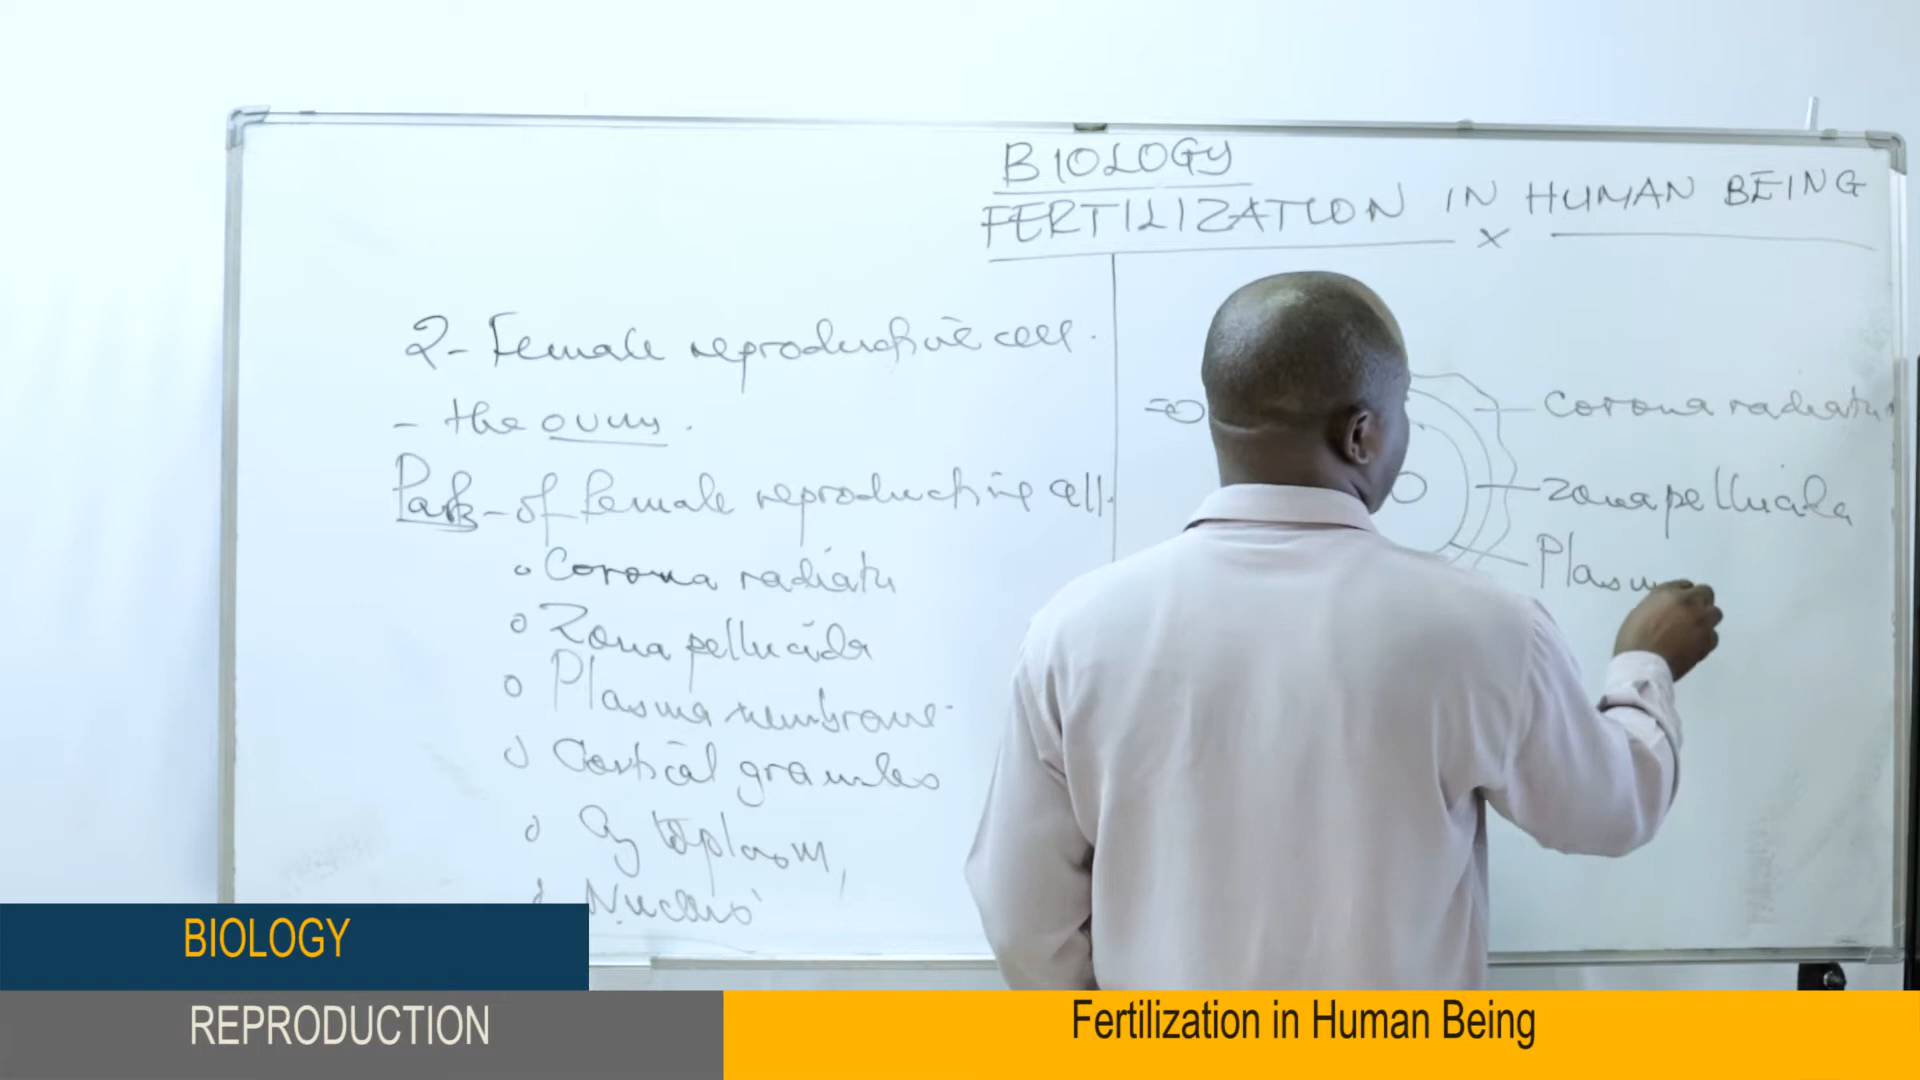 BIOLOGY
FERTILIZATION IN HUMAN BEING
x
2- Female reproductive cell.
- the ovum.
Parts of female reproductive cell.
Corona radiata
Zona pellucida
Plasma membrane
Cortical granules
Cytoplasm,
Nucleus
Corona radiata
zona pellucida
Plasm
BIOLOGY
REPRODUCTION
Fertilization in Human Being